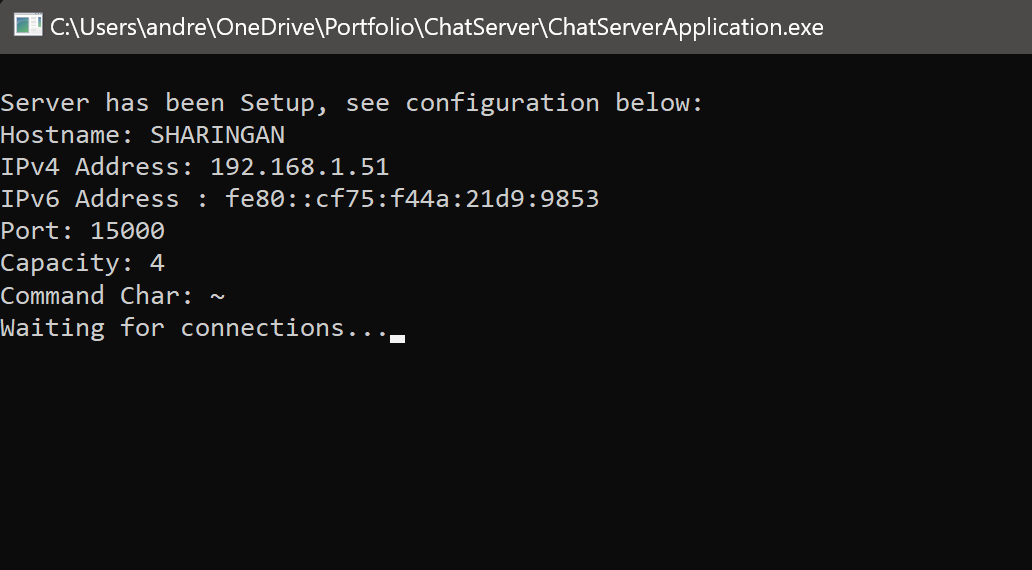 C:\Users\andre\OneDrive\Portfolio\ChatServer\ChatServerApplication.exe
Server has been Setup, see configuration below:
Hostname: SHARINGAN
IPv4 Address: 192.168.1.51
IPv6 Address : fe80::cf75:f44a:21d9:9853
Port: 15000
Capacity: 4
Command Char: ~
Waiting for connections...